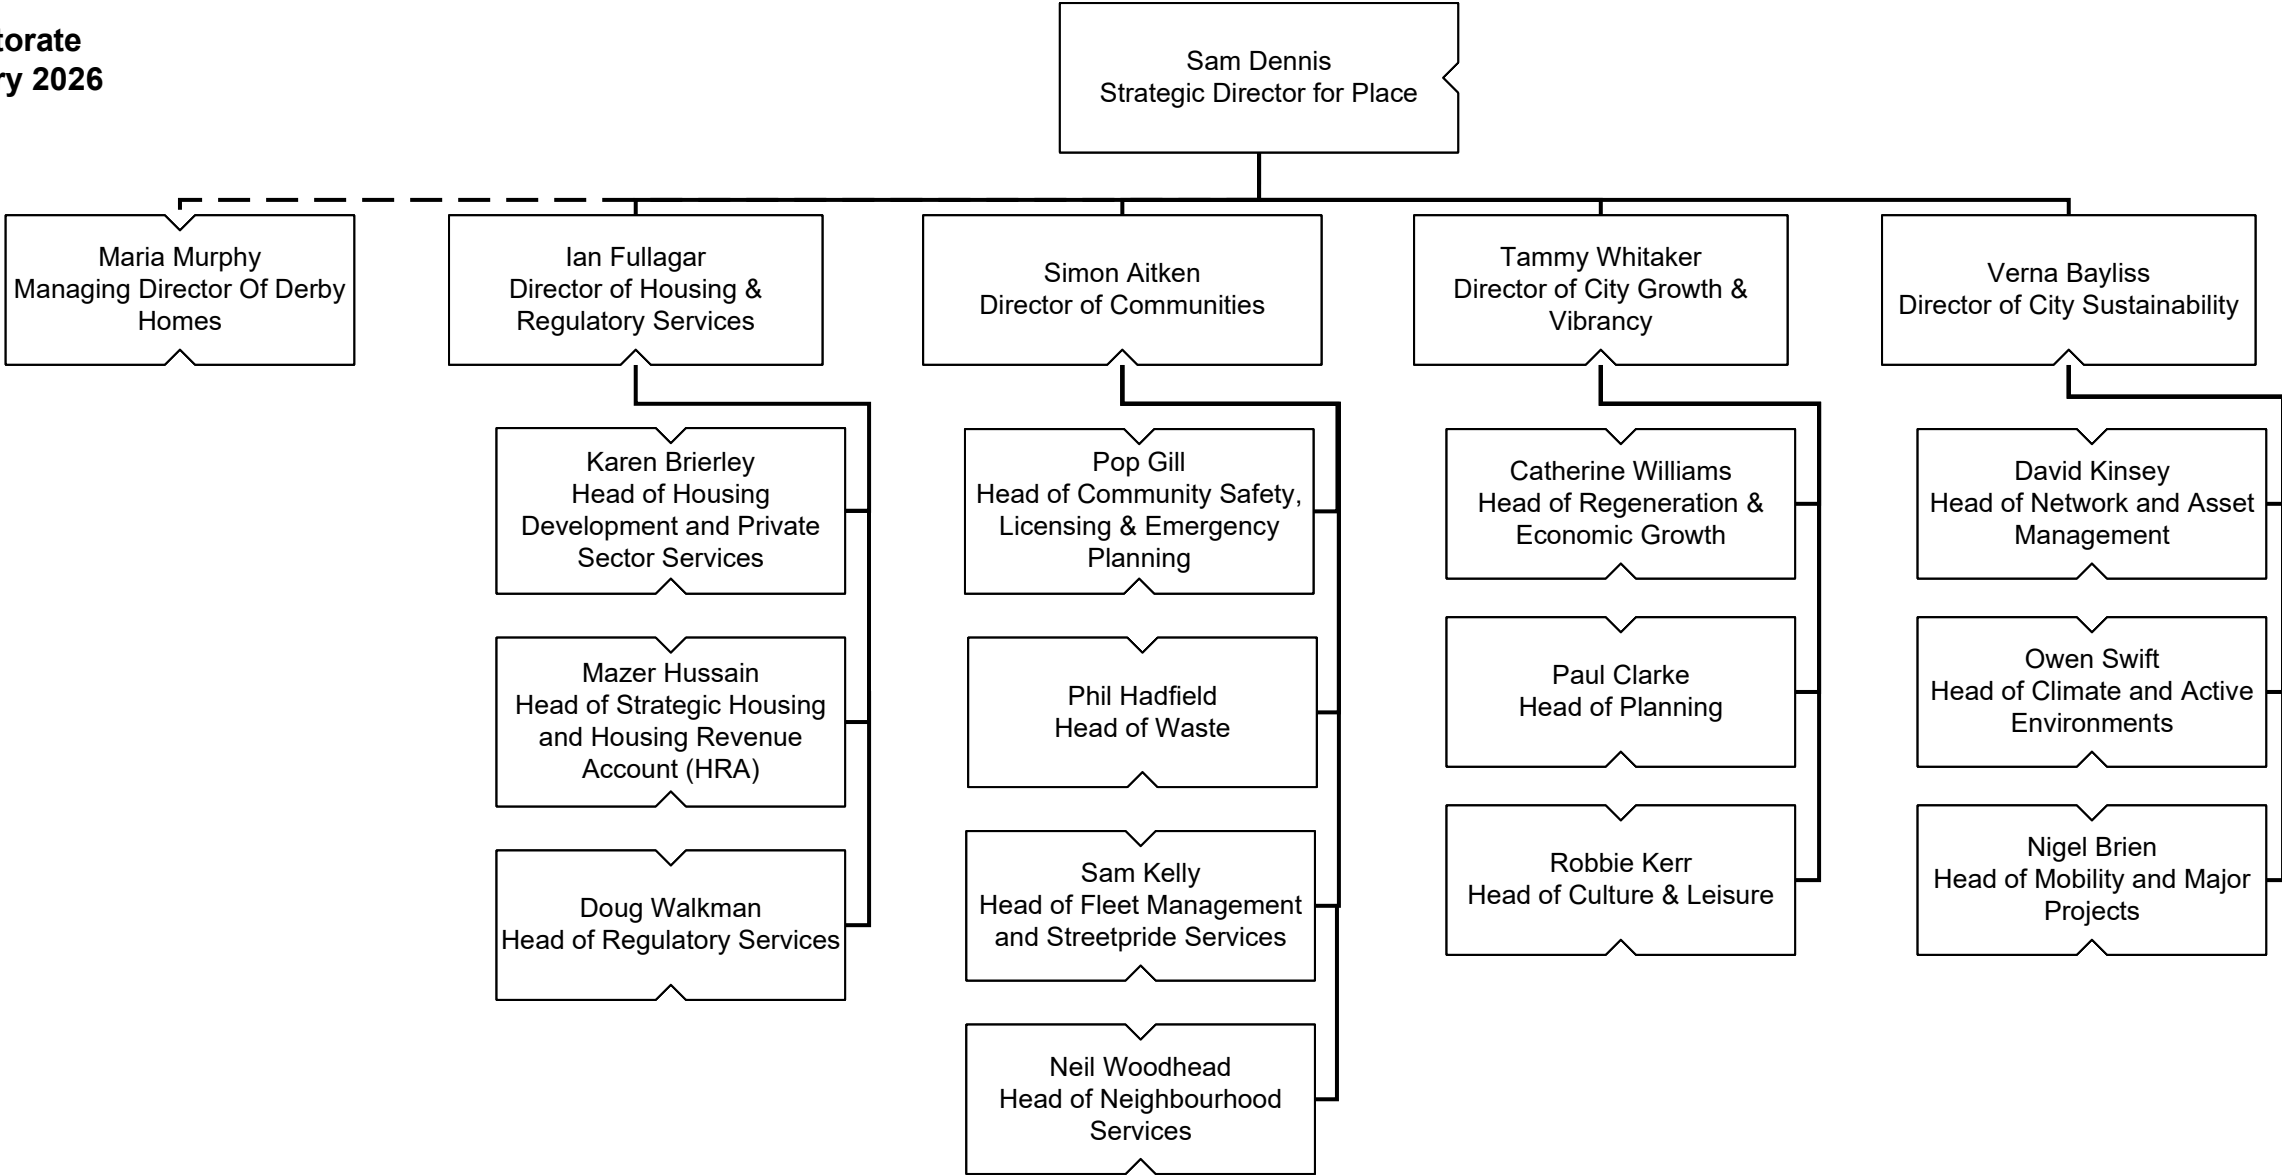 torate
ry 2026
Sam Dennis
Strategic Director for Place
Maria Murphy
Managing Director Of Derby
Homes
Ian Fullagar
Director of Housing &
Regulatory Services
Simon Aitken
Director of Communities
Tammy Whitaker
Director of City Growth &
Vibrancy
Verna Bayliss
Director of City Sustainability
Karen Brierley
Head of Housing
Development and Private
Sector Services
Mazer Hussain
Head of Strategic Housing
and Housing Revenue
Account (HRA)
Doug Walkman
Head of Regulatory Services
Pop Gill
Head of Community Safety,
Licensing & Emergency
Planning
Phil Hadfield
Head of Waste
Sam Kelly
Head of Fleet Management
and Streetpride Services
Neil Woodhead
Head of Neighbourhood
Services
Catherine Williams
Head of Regeneration &
Economic Growth
Paul Clarke
Head of Planning
Robbie Kerr
Head of Culture & Leisure
David Kinsey
Head of Network and Asset
Management
Owen Swift
Head of Climate and Active
Environments
Nigel Brien
Head of Mobility and Major
Projects